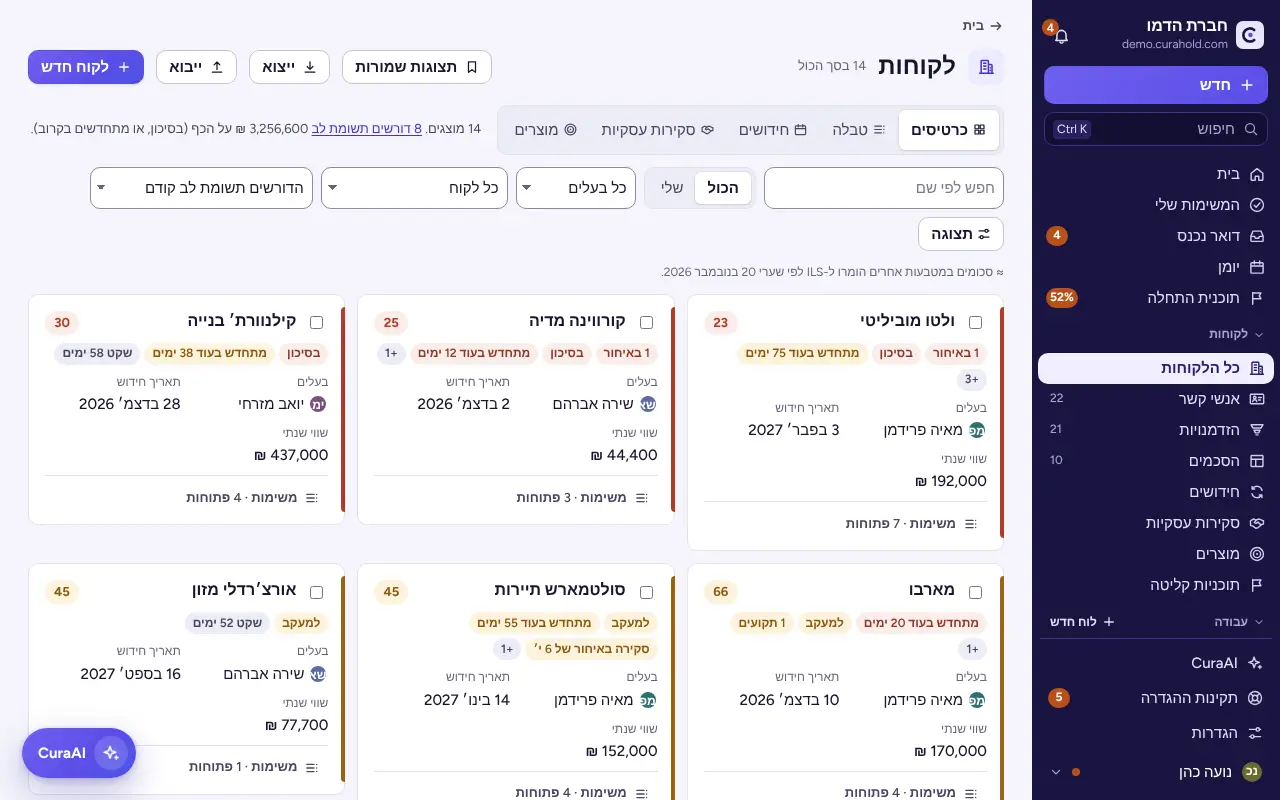 חברת הדמו
demo.curahold.com
4
חדש
חיפוש
Ctrl K
בית
המשימות שלי
דואר נכנס 4
יומן
תוכנית התחלה 52%
לקוחות
כל הלקוחות
אנשי קשר 22
הזדמנויות 21
הסכמים 10
חידושים
סקירות עסקיות
מוצרים
תוכניות קליטה
עבודה
+ לוח חדש
CuraAI
תקינות ההגדרה 5
הגדרות
נכ נועה כהן
→ בית
לקוחות
14 בסך הכול
תצוגות שמורות
ייצוא
ייבוא
+ לקוח חדש
כרטיסים
טבלה
חידושים
סקירות עסקיות
מוצרים
14 מוצגים. 8 דורשים תשומת לב 3,256,600 ₪ על הכף (בסיכון, או מתחדשים בקרוב).
חפש לפי שם
הכול
שלי
כל בעלים
כל לקוח
הדורשים תשומת לב קודם
תצוגה
≈ סכומים במטבעות אחרים הומרו ל-ILS לפי שערי 20 בנובמבר 2026.
ולטו מוביליטי
23
1 באיחור
בסיכון
מתחדש בעוד 75 ימים
+3
בעלים
תאריך חידוש
מפ מאיה פרידמן
3 בפבר׳ 2027
שווי שנתי
192,000 ₪
משימות · 7 פתוחות
קורווינה מדיה
25
1 באיחור
בסיכון
מתחדש בעוד 12 ימים
+1
בעלים
תאריך חידוש
שא שירה אברהם
2 בדצמ׳ 2026
שווי שנתי
44,400 ₪
משימות · 3 פתוחות
קילנוורת׳ בנייה
30
בסיכון
מתחדש בעוד 38 ימים
שקט 58 ימים
בעלים
תאריך חידוש
ימ יואב מזרחי
28 בדצמ׳ 2026
שווי שנתי
437,000 ₪
משימות · 4 פתוחות
מארבו
66
מתחדש בעוד 20 ימים
למעקב
1 תקועים
+1
בעלים
תאריך חידוש
מפ מאיה פרידמן
10 בדצמ׳ 2026
שווי שנתי
170,000 ₪
משימות · 4 פתוחות
סולטמארש תיירות
45
למעקב
מתחדש בעוד 55 ימים
סקירה באיחור של 6 י׳
+1
בעלים
תאריך חידוש
מפ מאיה פרידמן
14 בינו׳ 2027
שווי שנתי
152,000 ₪
משימות · 4 פתוחות
אורצ׳רדלי מזון
45
למעקב
שקט 52 ימים
בעלים
תאריך חידוש
שא שירה אברהם
16 בספט׳ 2027
שווי שנתי
77,700 ₪
משימות · 1 פתוחות
CuraAI